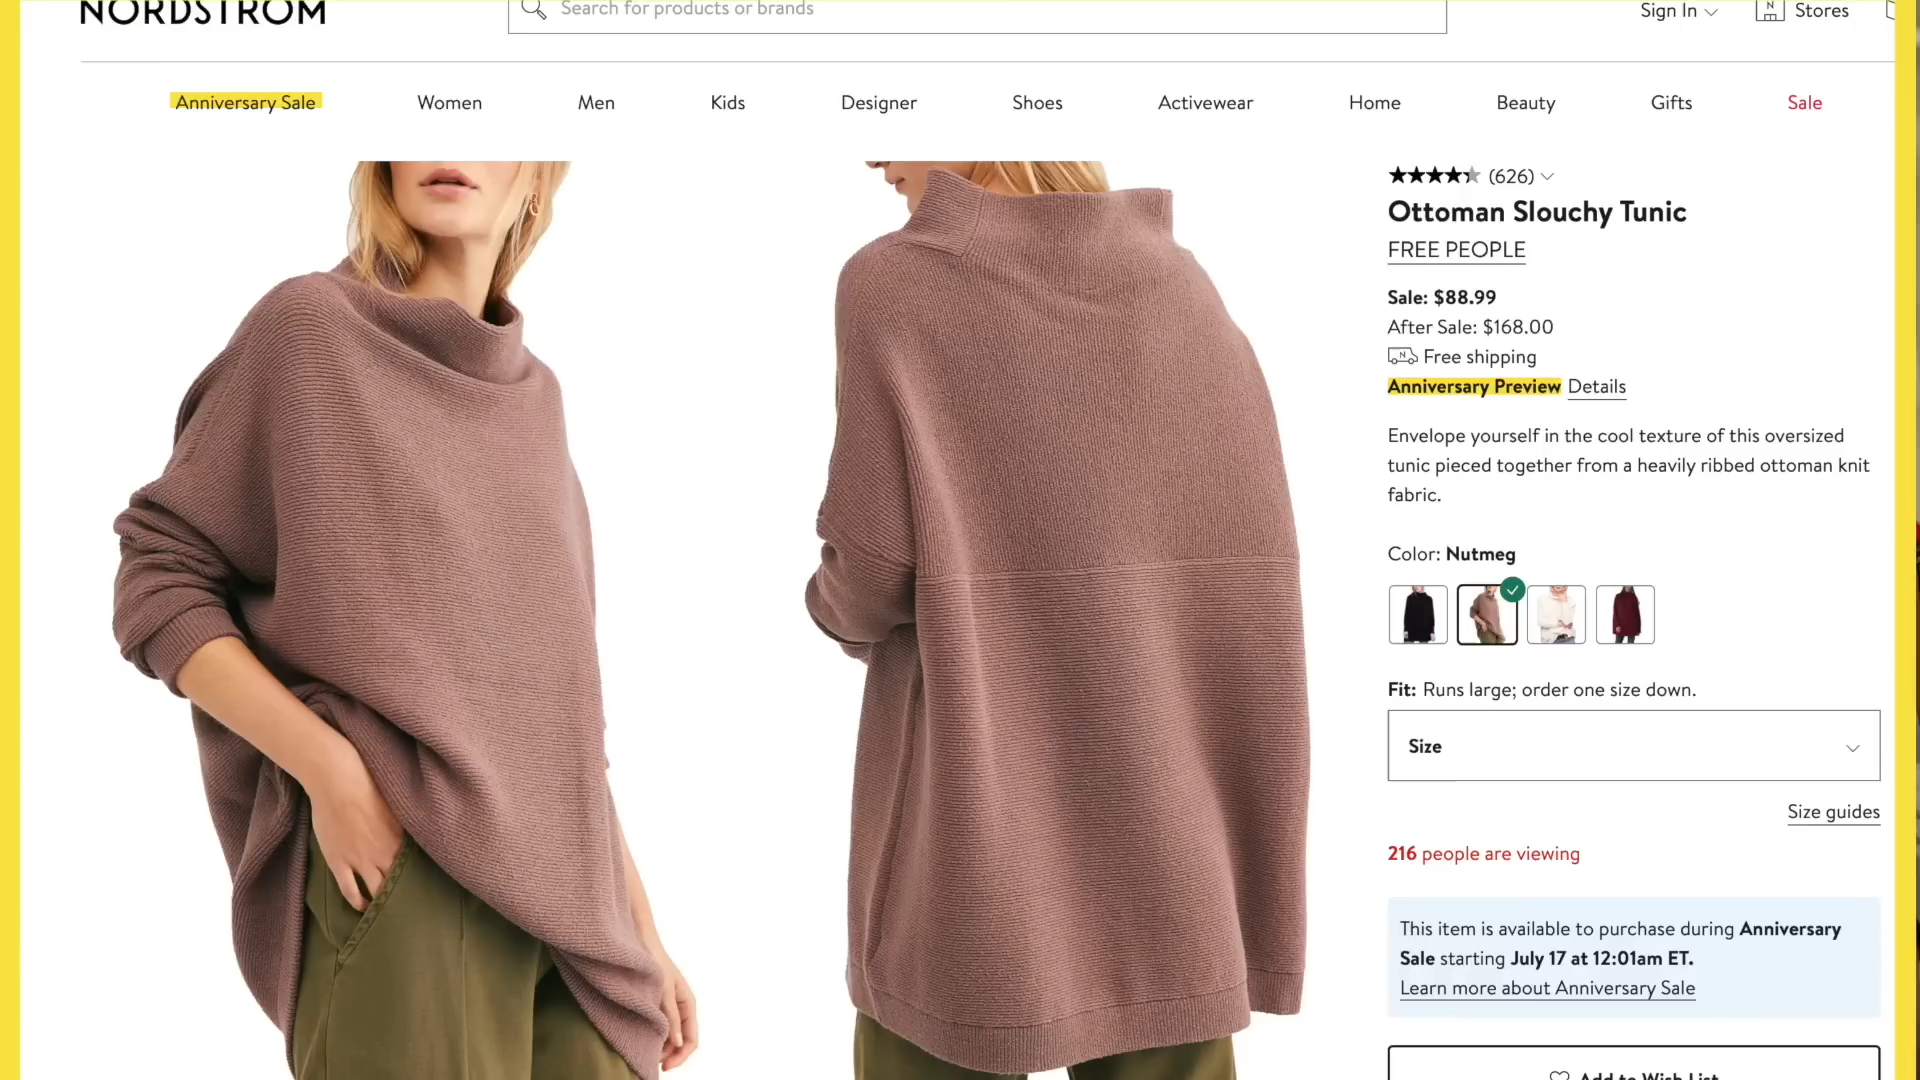 NORDSTROM
Search for products or brands
Sign In
N
Stores
Anniversary Sale
Women
Men
Kids
Designer
Shoes
Activewear
Home
Beauty
Gifts
Sale
(626)
Ottoman Slouchy Tunic
FREE PEOPLE
Sale: $88.99
After Sale: $168.00
N Free shipping
Anniversary Preview Details
Envelope yourself in the cool texture of this oversized
tunic pieced together from a heavily ribbed ottoman knit
fabric.
Color: Nutmeg
Fit: Runs large; order one size down.
Size
Size guides
216 people are viewing
This item is available to purchase during Anniversary
Sale starting July 17 at 12:01am ET.
Learn more about Anniversary Sale
Add to Wish List